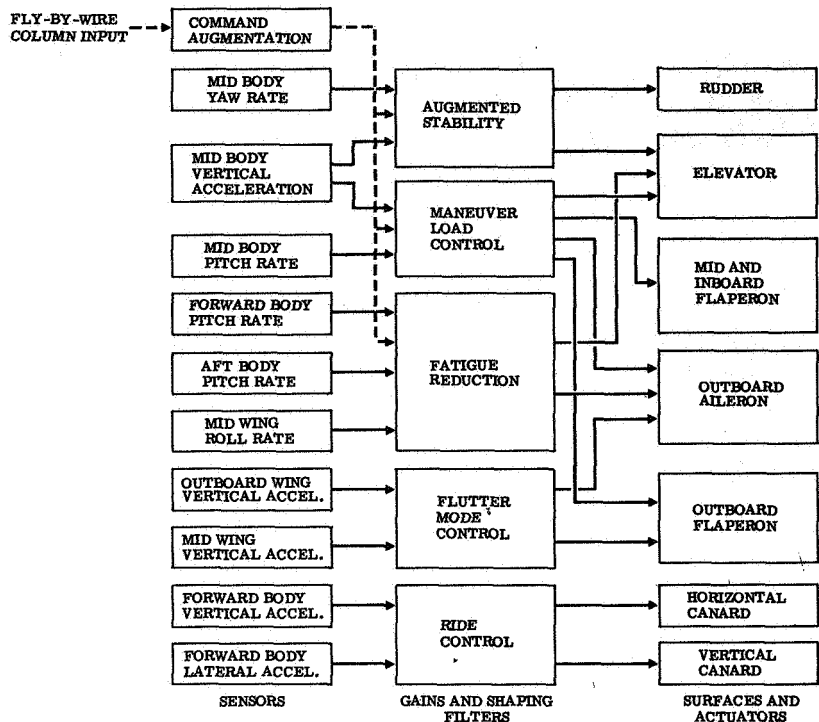 FLY-BY-WIRE
COLUMN INPUT
COMMAND
AUGMENTATION
MID BODY
YAW RATE
MID BODY
VERTICAL
ACCELERATION
MID BODY
PITCH RATE
FORWARD BODY
PITCH RATE
AFT BODY
PITCH RATE
MID WING
ROLL RATE
OUTBOARD WING
VERTICAL ACCEL.
MID WING
VERTICAL ACCEL.
FORWARD BODY
VERTICAL ACCEL.
FORWARD BODY
LATERAL ACCEL.
SENSORS
AUGMENTED
STABILITY
MANEUVER
LOAD
CONTROL
FATIGUE
REDUCTION
FLUTTER
MODE
CONTROL
RIDE
CONTROL
GAINS AND SHAPING
FILTERS
RUDDER
ELEVATOR
MID AND
INBOARD
FLAPERON
OUTBOARD
AILERON
OUTBOARD
FLAPERON
HORIZONTAL
CANARD
VERTICAL
CANARD
SURFACES AND
ACTUATORS